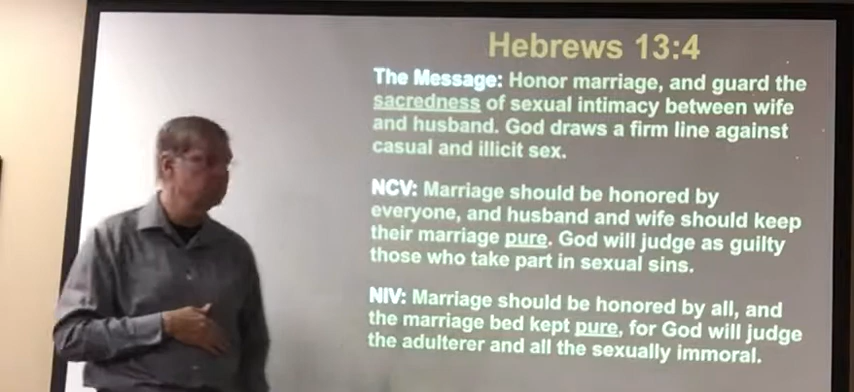 Hebrews 13:4
The Message: Honor marriage, and guard the
sacredness of sexual intimacy between wife
and husband. God draws a firm line against
casual and illicit sex.
NCV: Marriage should be honored by
everyone, and husband and wife should keep
their marriage pure. God will judge as guilty
those who take part in sexual sins.
NIV: Marriage should be honored by all, and
the marriage bed kept pure, for God will judge
the adulterer and all the sexually immoral.